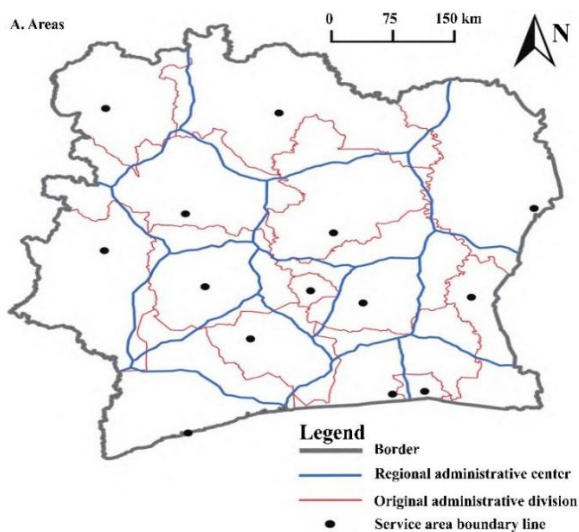 A. Areas
0 75 150 km
N
Legend
Border
Regional administrative center
Original administrative division
Service area boundary line